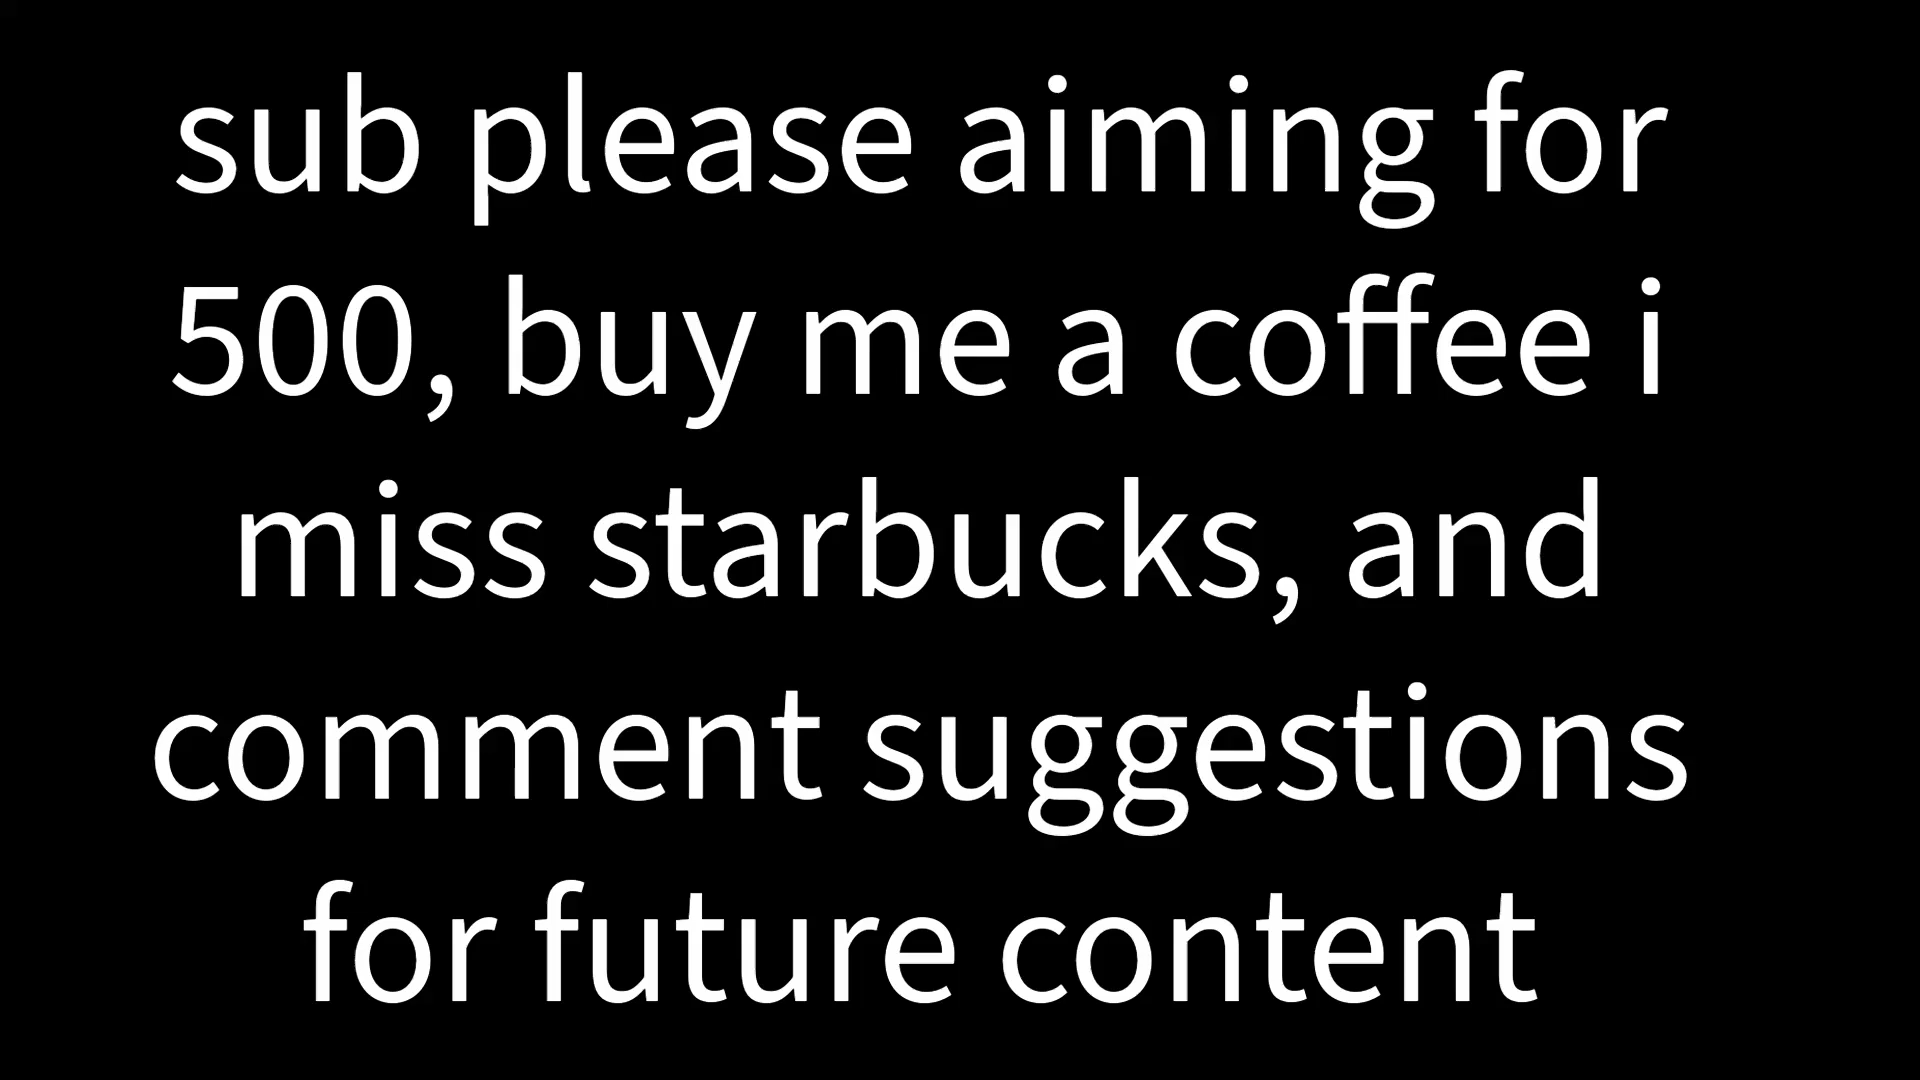 sub please aiming for
500, buy me a coffee i
miss starbucks, and
comment suggestions
for future content